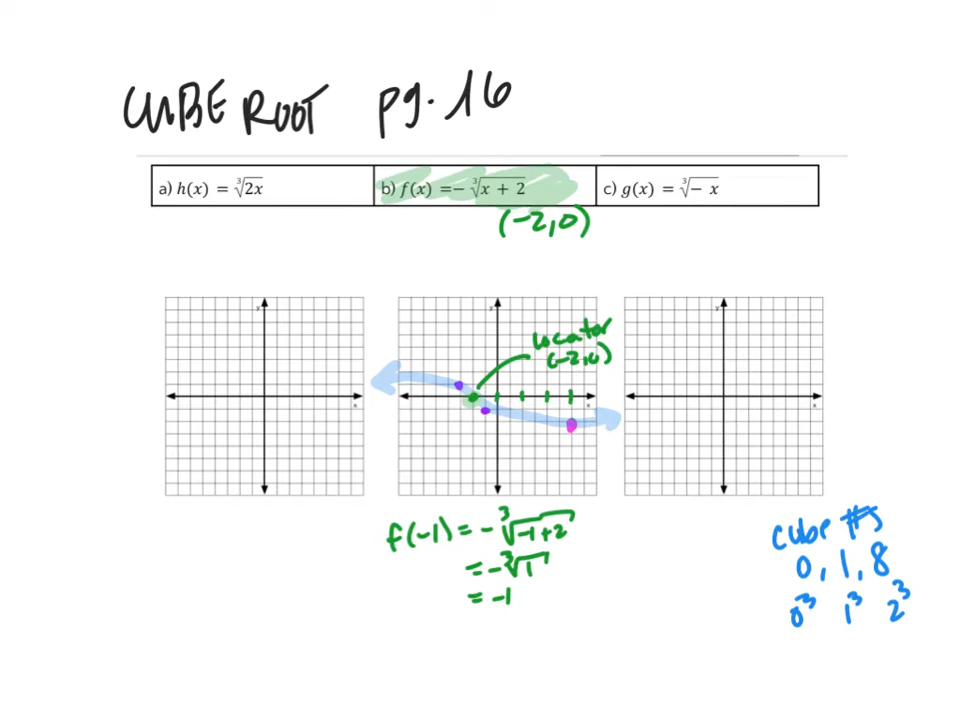 CUBE ROOT pg. 16
a) h(x) = ∛2x
b) f(x) =− ∛x + 2
c) g(x) = ∛− x
(-2,0)
y
x
y
x
y
x
locator
(-2,0)
f(-1) = - ∛-1+2
= - ∛1
= -1
cube #s
0, 1, 8
0³ 1³ 2³